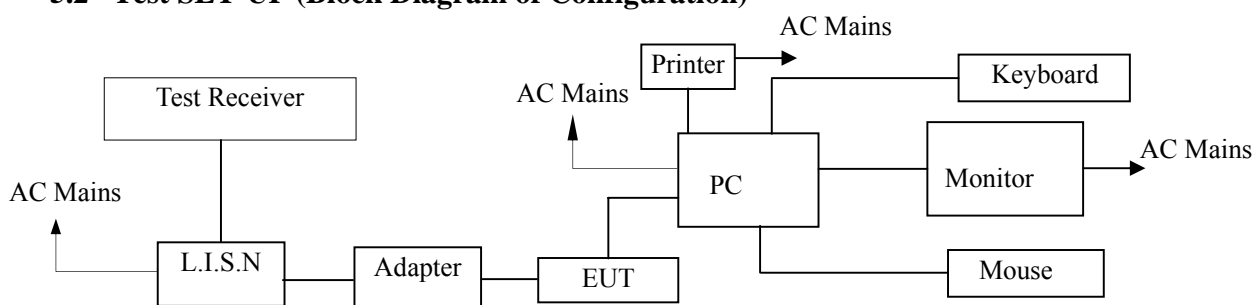 5.2 Test SET-UP (Block Diagram of Configuration)
AC Mains
Printer
Keyboard
Test Receiver
AC Mains
AC Mains
PC
Monitor
AC Mains
L.I.S.N
Adapter
EUT
Mouse